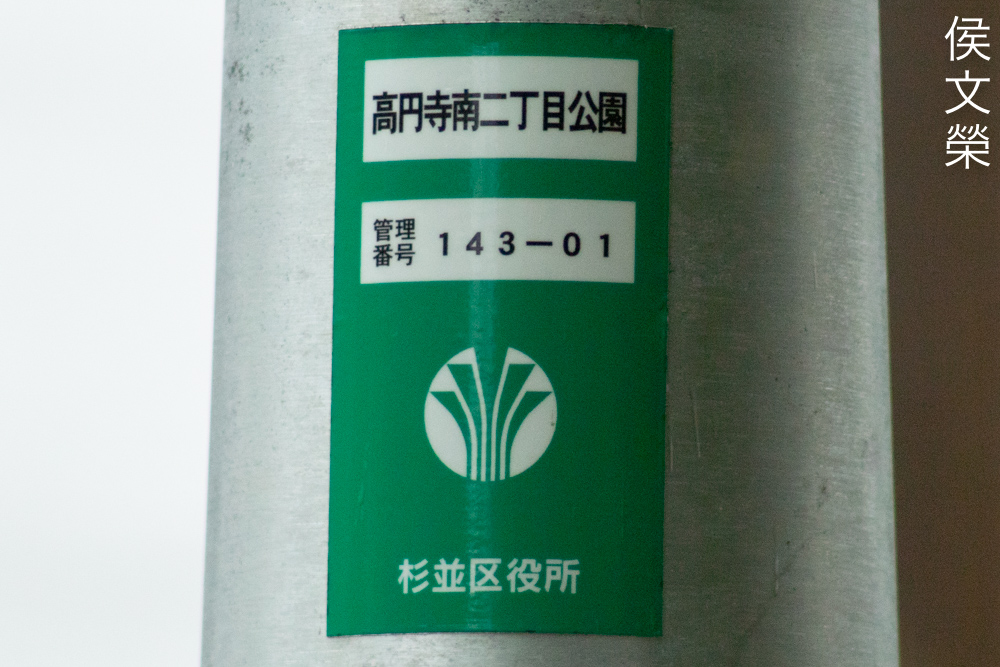 高円寺南二丁目公園
管理番号 143-01
杉並区役所
侯文榮